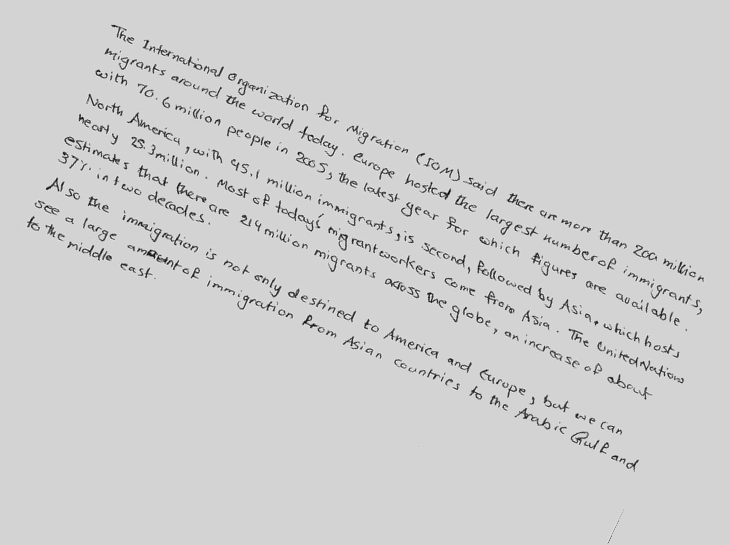 The International Organization for Migration (IOM) said there are more than 200 million
migrants around the world today. Europe hosted the largest number of immigrants,
with 70.6 million people in 2005, the latest year for which figures are available.
North America, with 45.1 million immigrants, is second, followed by Asia, which hosts
nearly 25.3 million. Most of today's migrant workers come from Asia. The United Nations
estimates that there are 214 million migrants across the globe, an increase of about
37% in two decades.
Also the immigration is not only destined to America and Europe, but we can
see a large amount of immigration from Asian countries to the Arabic Gulf and
to the middle east.